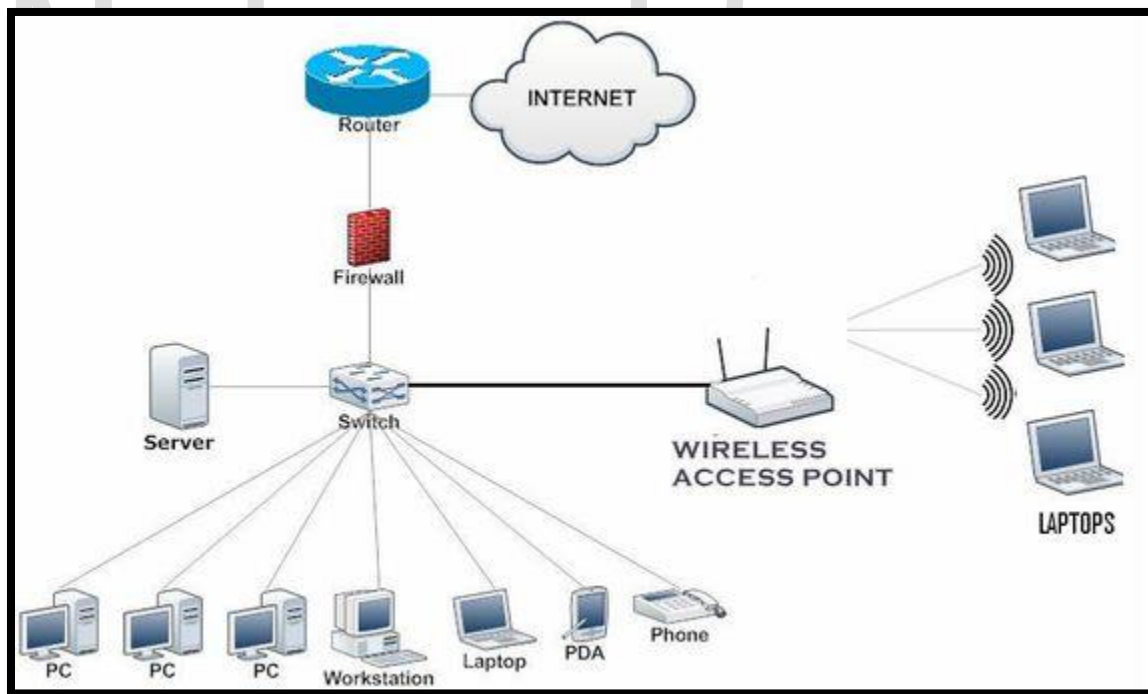 INTERNET
Router
Firewall
Server
Switch
WIRELESS
ACCESS POINT
LAPTOPS
PC
PC
PC
Workstation
Laptop
PDA
Phone